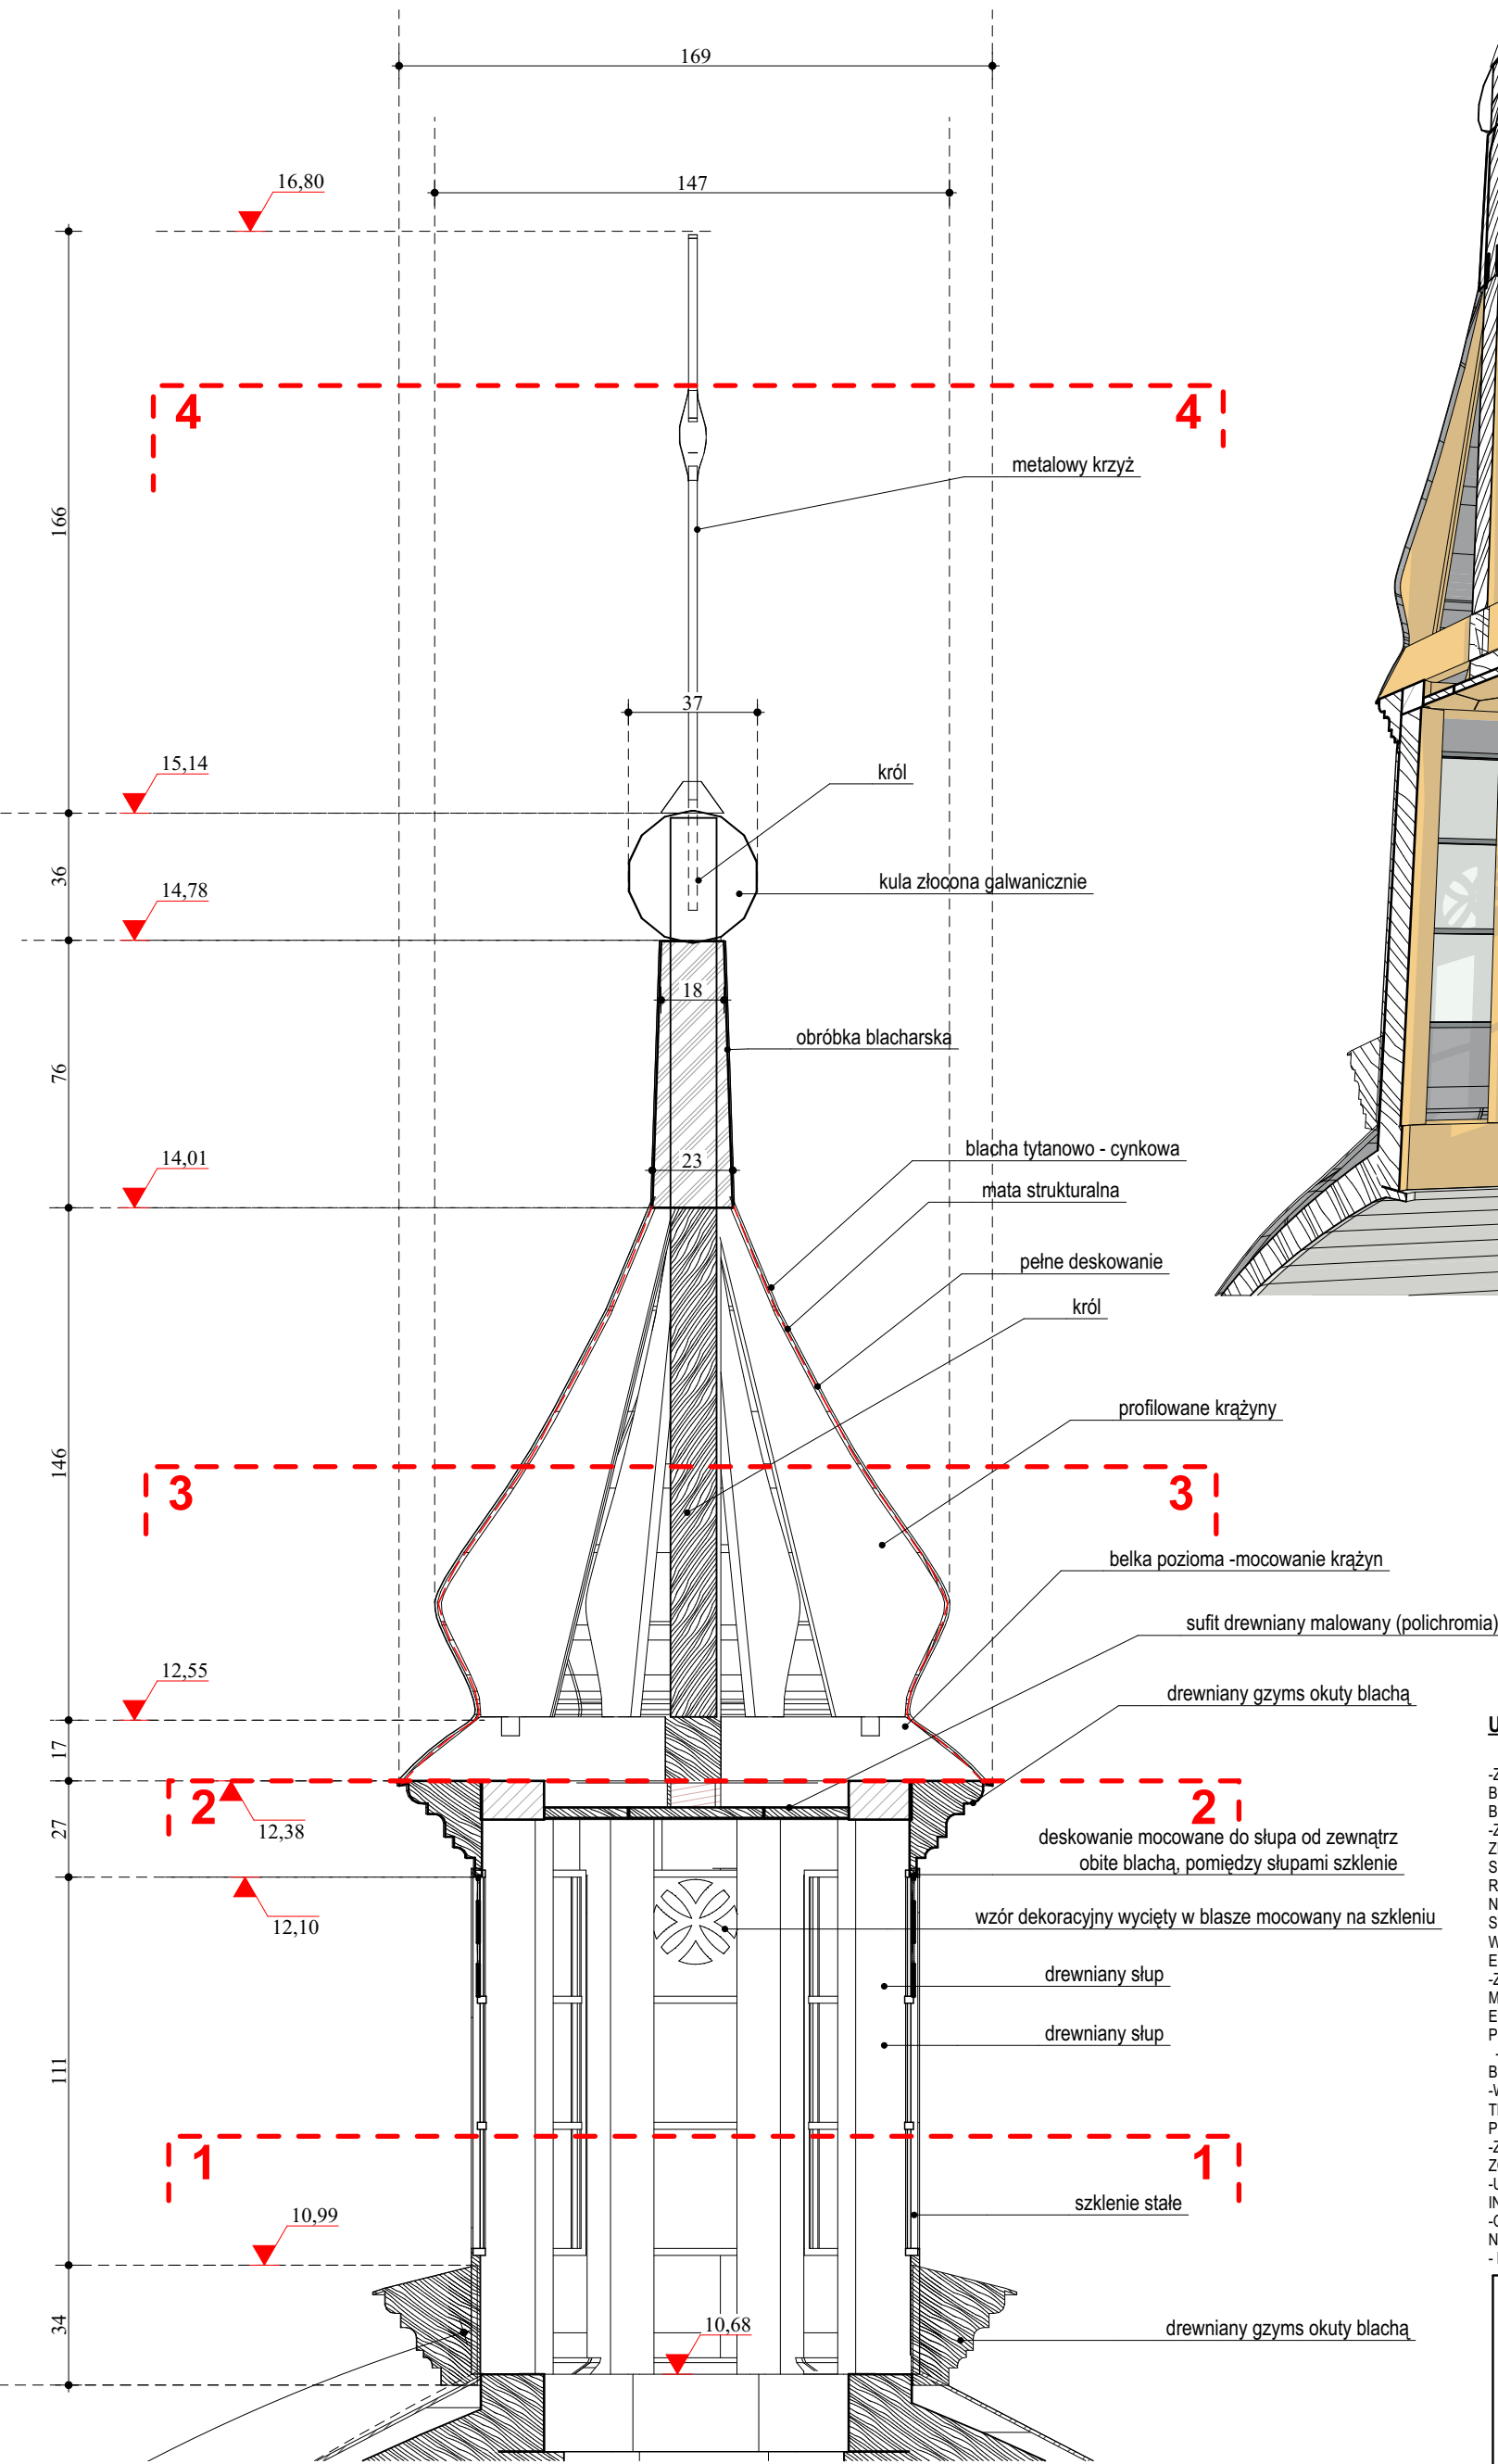 169
147
16,80
4
4
metalowy krzyż
166
37
15,14
król
36
kula złocona galwanicznie
14,78
18
obróbka blacharska
76
14,01
23
blacha tytanowo - cynkowa
mata strukturalna
pełne deskowanie
król
profilowane krążyny
146
3
3
belka pozioma -mocowanie krążyn
sufit drewniany malowany (polichromia)
12,55
drewniany gzyms okuty blachą
17
2
2
12,38
27
deskowanie mocowane do słupa od zewnątrz
obite blachą, pomiędzy słupami szklenie
12,10
wzór dekoracyjny wycięty w blasze mocowany na szkleniu
drewniany słup
drewniany słup
111
1
1
szklenie stałe
10,99
34
10,68
drewniany gzyms okuty blachą